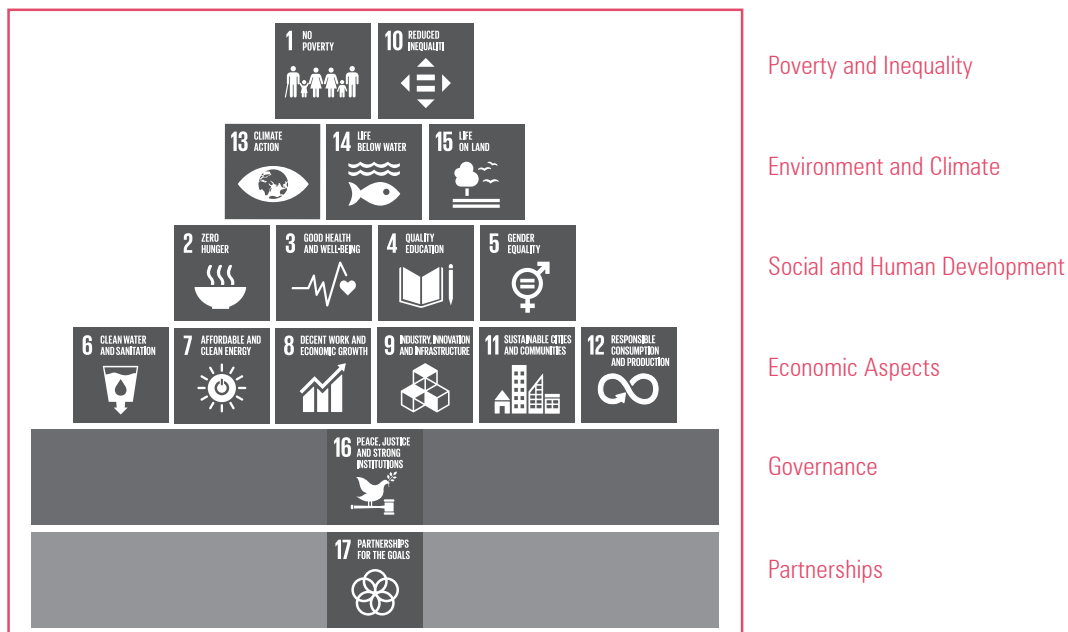 1 NO
POVERTY
10 REDUCED
INEQUALITI
Poverty and Inequality
13 CLIMATE
ACTION
14 LIFE
BELOW WATER
15 LIFE
ON LAND
Environment and Climate
2 ZERO
HUNGER
3 GOOD HEALTH
AND WELL-BEING
4 QUALITY
EDUCATION
5 GENDER
EQUALITY
Social and Human Development
6 CLEAN WATER
AND SANITATION
7 AFFORDABLE AND
CLEAN ENERGY
8 DECENT WORK AND
ECONOMIC GROWTH
9 INDUSTRY, INNOVATION
AND INFRASTRUCTURE
11 SUSTAINABLE CITIES
AND COMMUNITIES
12 RESPONSIBLE
CONSUMPTION
AND PRODUCTION
Economic Aspects
16 PEACE, JUSTICE
AND STRONG
INSTITUTIONS
Governance
17 PARTNERSHIPS
FOR THE GOALS
Partnerships